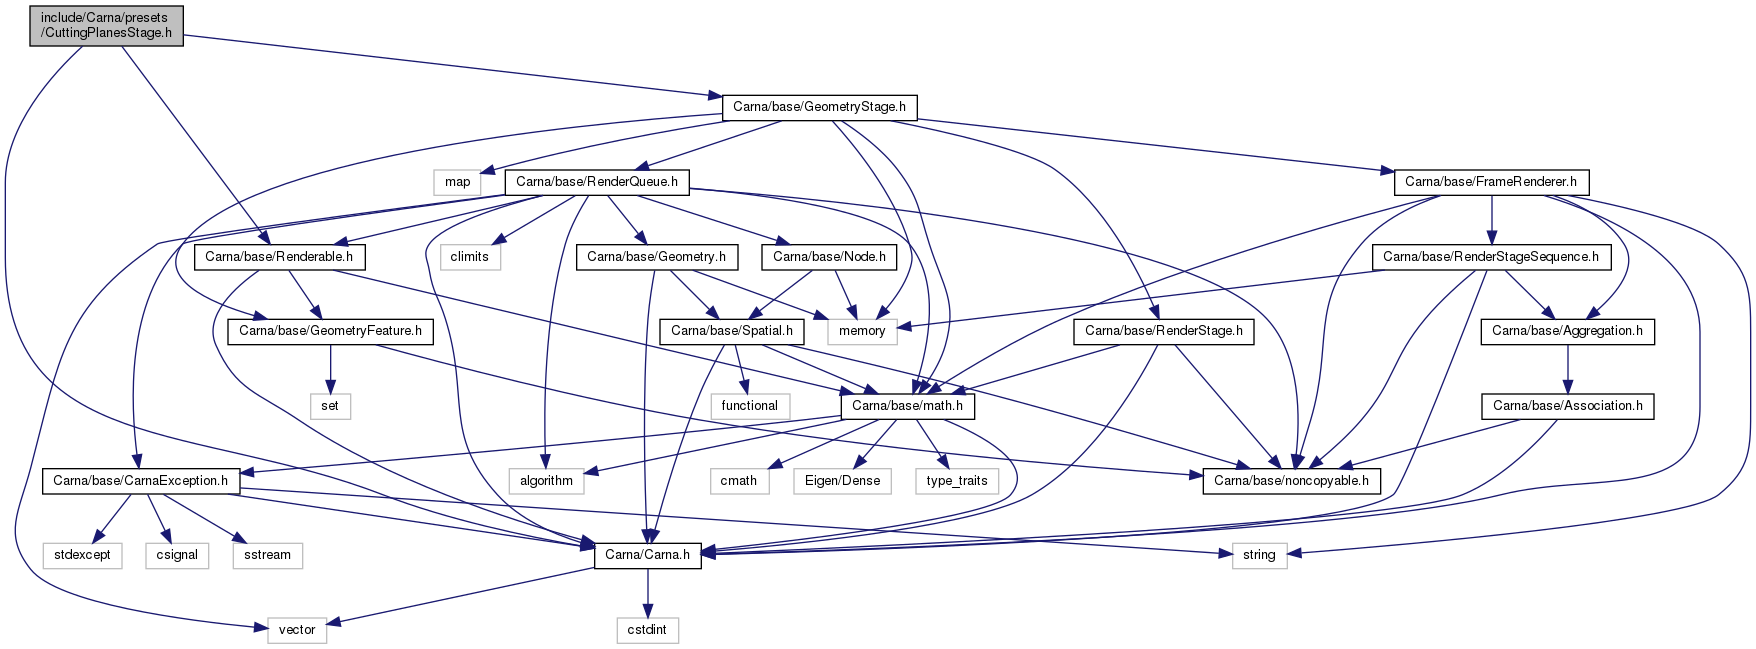 include/Carna/presets
/CuttingPlanesStage.h
Carna/base/GeometryStage.h
map
Carna/base/RenderQueue.h
Carna/base/FrameRenderer.h
Carna/base/Renderable.h
climits
Carna/base/Geometry.h
Carna/base/Node.h
Carna/base/RenderStageSequence.h
Carna/base/GeometryFeature.h
Carna/base/Spatial.h
memory
Carna/base/RenderStage.h
Carna/base/Aggregation.h
set
functional
Carna/base/math.h
Carna/base/Association.h
Carna/base/CarnaException.h
algorithm
cmath
Eigen/Dense
type_traits
Carna/base/noncopyable.h
stdexcept
csignal
sstream
Carna/Carna.h
string
vector
cstdint